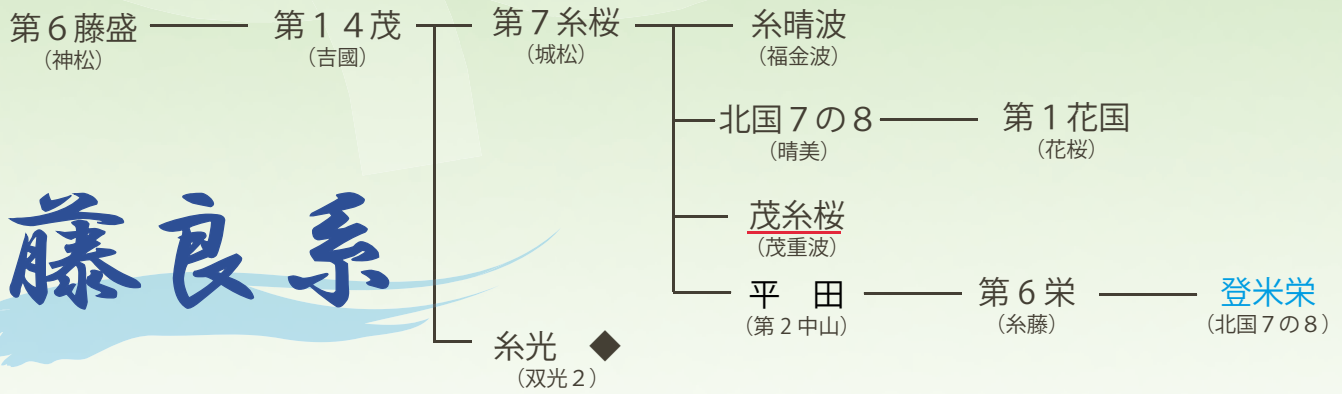 第６藤盛
（神松）
第１４茂
（吉國）
第７糸桜
（城松）
糸晴波
（福金波）
北国７の８
（晴美）
第１花国
（花桜）
茂糸桜
（茂重波）
藤良系
平　田
（第２中山）
第６栄
（糸藤）
登米栄
（北国７の８）
糸光　◆
（双光２）